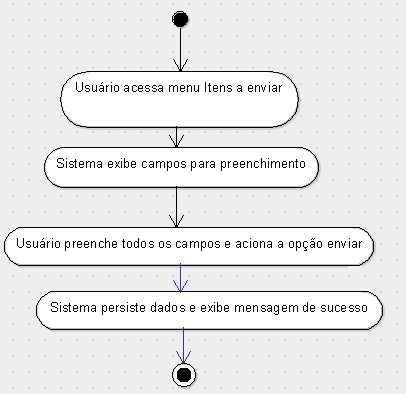 Usuário acessa menu Itens a enviar
Sistema exibe campos para preenchimento
Usuário preenche todos os campos e aciona a opção enviar
Sistema persiste dados e exibe mensagem de sucesso